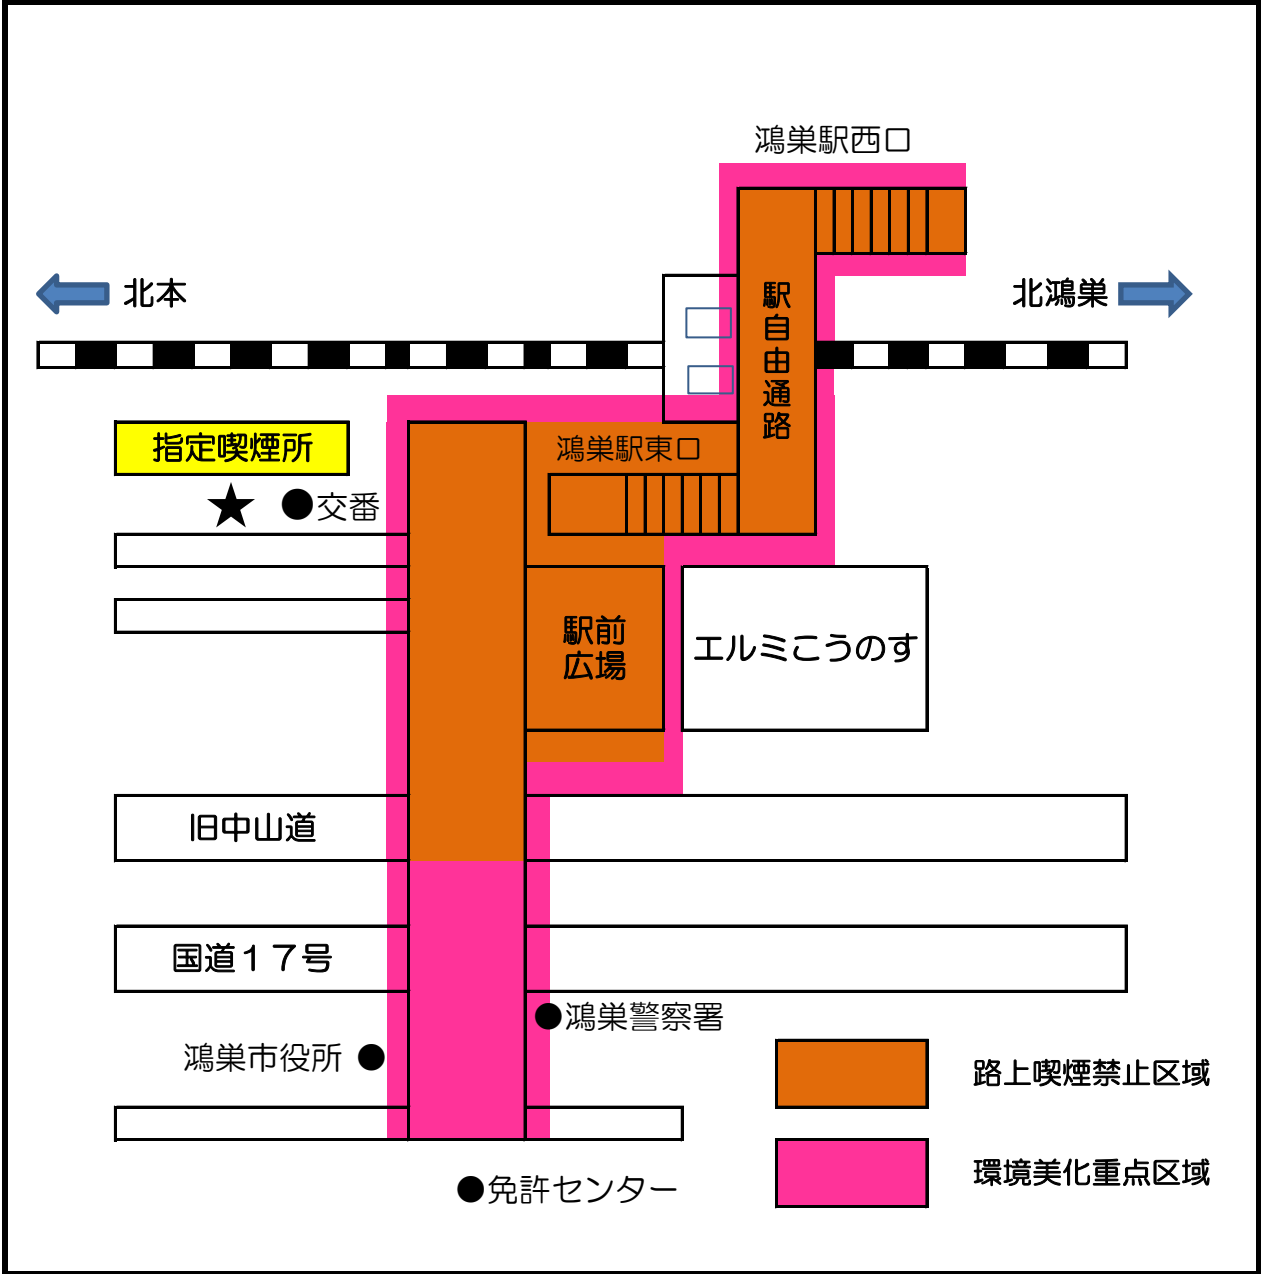 鴻巣駅西口
北本
北鴻巣
駅自由通路
指定喫煙所
鴻巣駅東口
★ ●交番
駅前
広場
エルミこうのす
旧中山道
国道１７号
●鴻巣警察署
鴻巣市役所 ●
路上喫煙禁止区域
環境美化重点区域
●免許センター